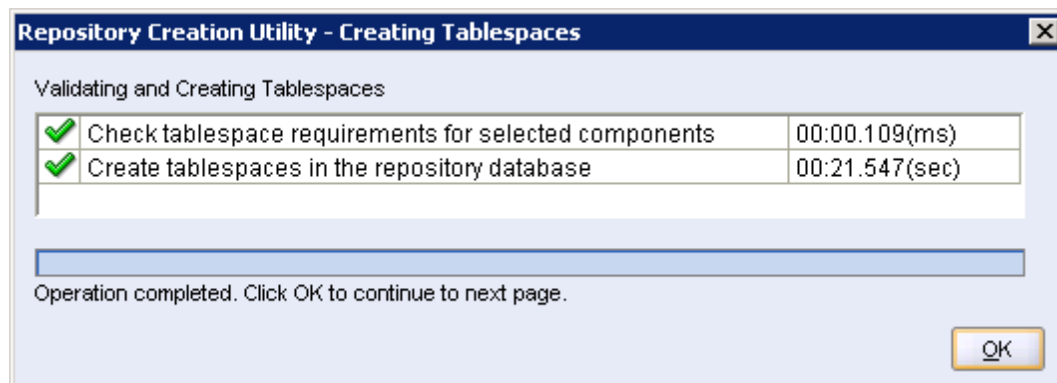 Repository Creation Utility - Creating Tablespaces
Validating and Creating Tablespaces
Check tablespace requirements for selected components 00:00.109(ms)
Create tablespaces in the repository database 00:21.547(sec)
Operation completed. Click OK to continue to next page.
OK